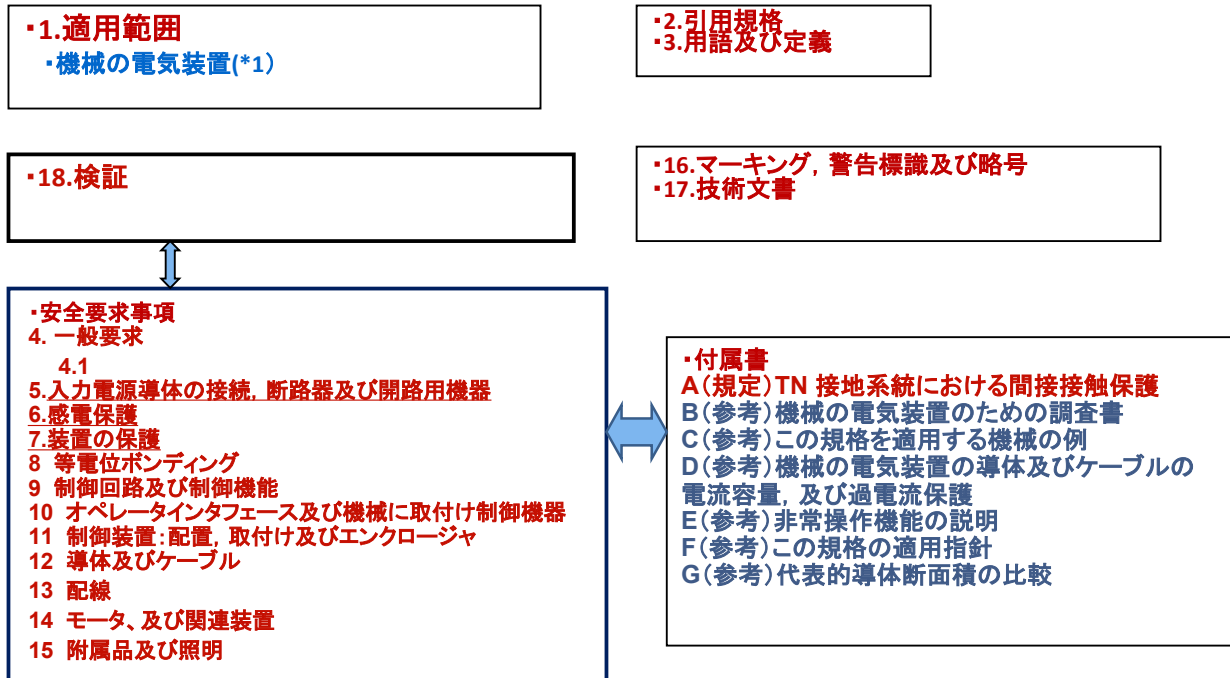 ・1.適用範囲
・機械の電気装置(*1)
・2.引用規格
・3.用語及び定義
・18.検証
・16.マーキング, 警告標識及び略号
・17.技術文書
・安全要求事項
4. 一般要求
4.1
5.入力電源導体の接続, 断路器及び開路用機器
6.感電保護
7.装置の保護
8 等電位ボンディング
9 制御回路及び制御機能
10 オペレータインタフェース及び機械に取付け制御機器
11 制御装置:配置, 取付け及びエンクロージャ
12 導体及びケーブル
13 配線
14 モータ、及び関連装置
15 附属品及び照明
・付属書
A(規定)TN 接地系統における間接接触保護
B(参考)機械の電気装置のための調査書
C(参考)この規格を適用する機械の例
D(参考)機械の電気装置の導体及びケーブルの
電流容量, 及び過電流保護
E(参考)非常操作機能の説明
F(参考)この規格の適用指針
G(参考)代表的導体断面積の比較